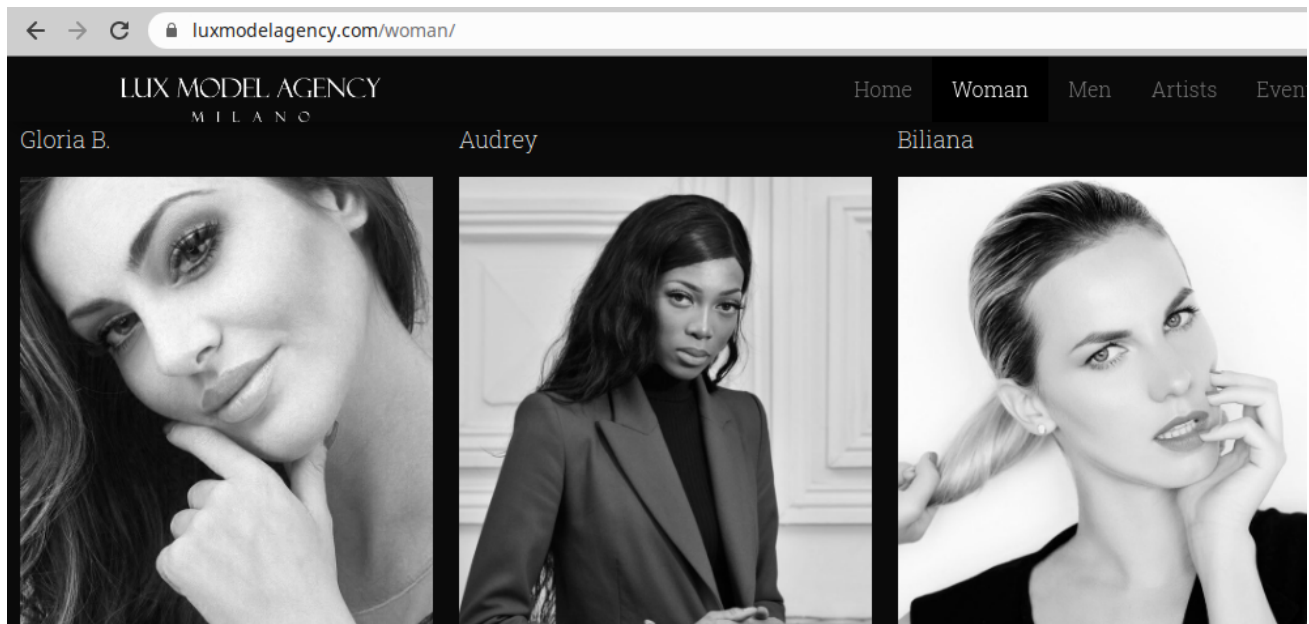 luxmodelagency.com/woman/
LUX MODEL AGENCY
MILANO
Home Woman Men Artists Even
Gloria B. Audrey Biliana